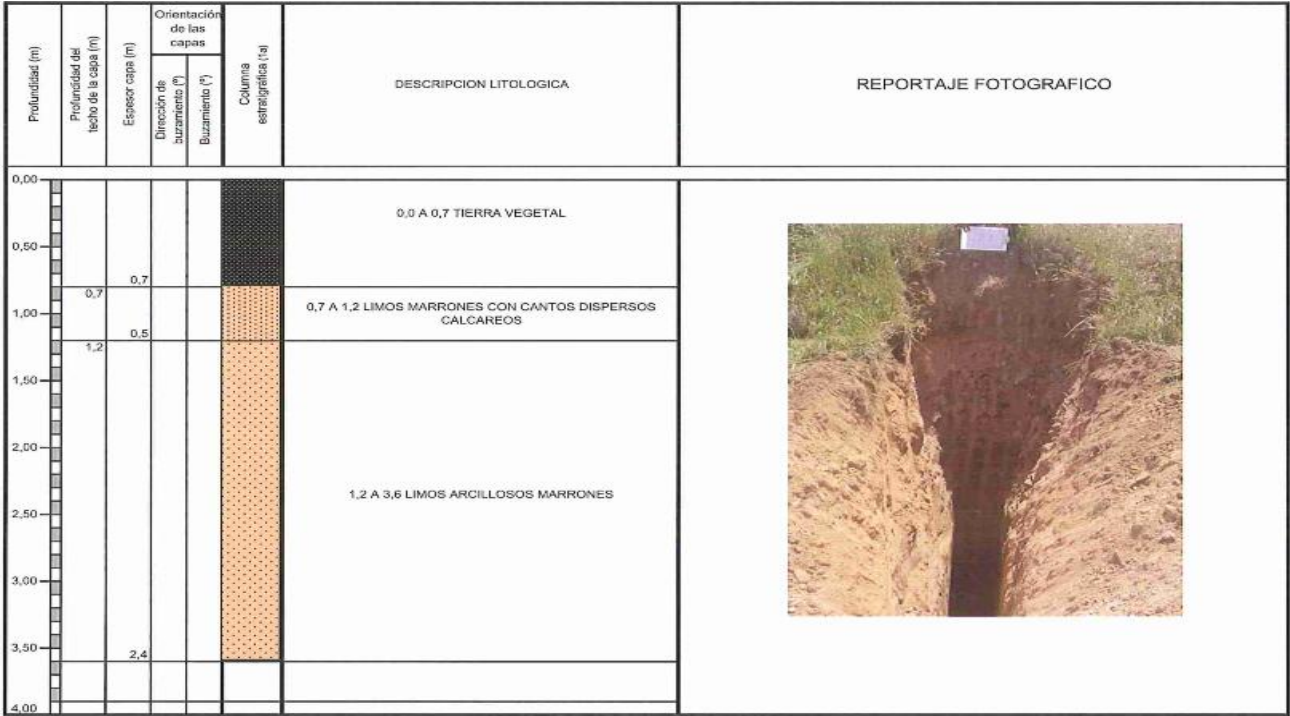 Profundidad (m)
Profundidad del
techo de la capa (m)
Espesor capa (m)
Orientación
de las
capas
Dirección de
buzamiento (º)
Buzamiento (º)
Columna
estratigráfica (1a)
DESCRIPCION LITOLOGICA
REPORTAJE FOTOGRAFICO
0,00
0,0 A 0,7 TIERRA VEGETAL
0,50
0,7
0,7
0,7 A 1,2 LIMOS MARRONES CON CANTOS DISPERSOS
CALCAREOS
1,00
0,5
1,2
1,50
2,00
1,2 A 3,6 LIMOS ARCILLOSOS MARRONES
2,50
3,00
3,50
2,4
4,00